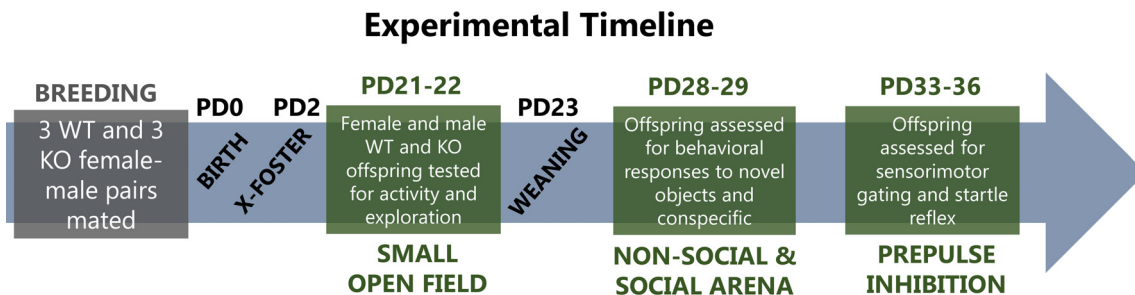 Experimental Timeline
BREEDING
3 WT and 3
KO female-
male pairs
mated
PD0
BIRTH
PD2
X-FOSTER
PD21-22
Female and male
WT and KO
offspring tested
for activity and
exploration
SMALL
OPEN FIELD
PD23
WEANING
PD28-29
Offspring assessed
for behavioral
responses to novel
objects and
conspecific
NON-SOCIAL &
SOCIAL ARENA
PD33-36
Offspring
assessed for
sensorimotor
gating and startle
reflex
PREPULSE
INHIBITION